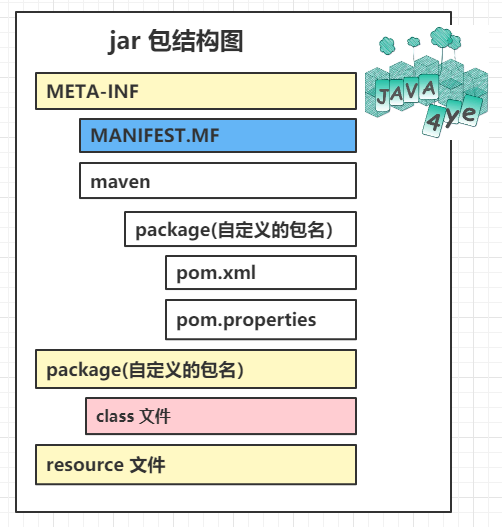 jar 包结构图
JAVA
4ye
META-INF
MANIFEST.MF
maven
package(自定义的包名）
pom.xml
pom.properties
package(自定义的包名）
class 文件
resource 文件